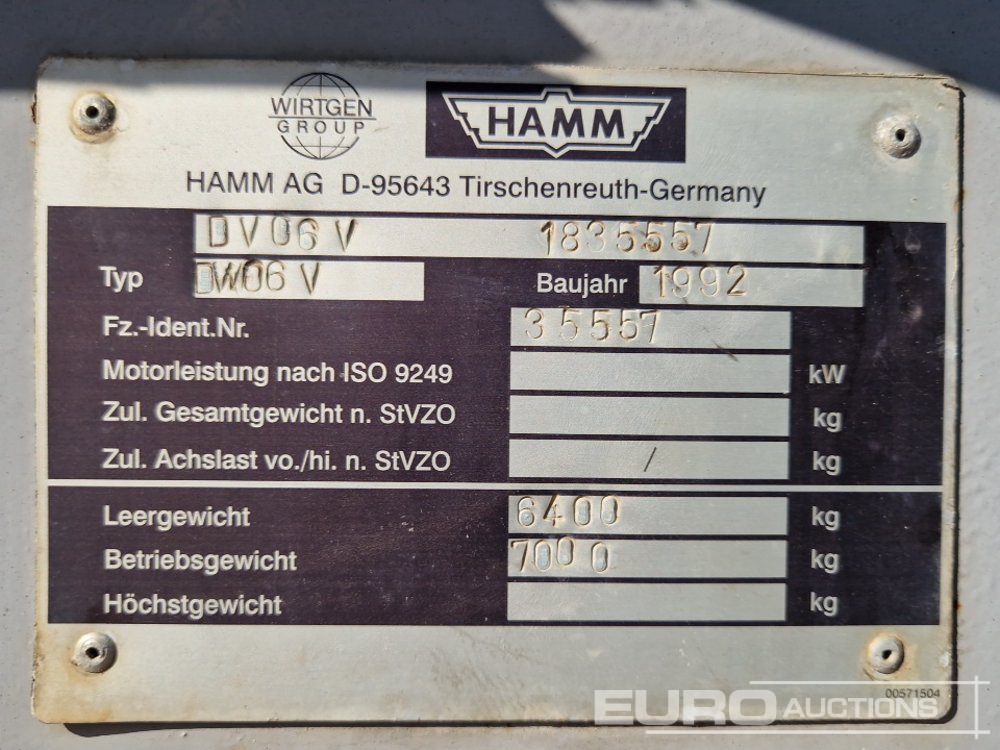 WIRTGEN
GROUP
HAMM
HAMM AG D-95643 Tirschenreuth-Germany
DV06 V 1835557
Typ DW06 V Baujahr 1992
Fz.-Ident.Nr. 35557
Motorleistung nach ISO 9249 kW
Zul. Gesamtgewicht n. StVZO kg
Zul. Achslast vo./hi. n. StVZO / kg
Leergewicht 6400 kg
Betriebsgewicht 7000 kg
Höchstgewicht kg
00571504
EURO AUCTIONS